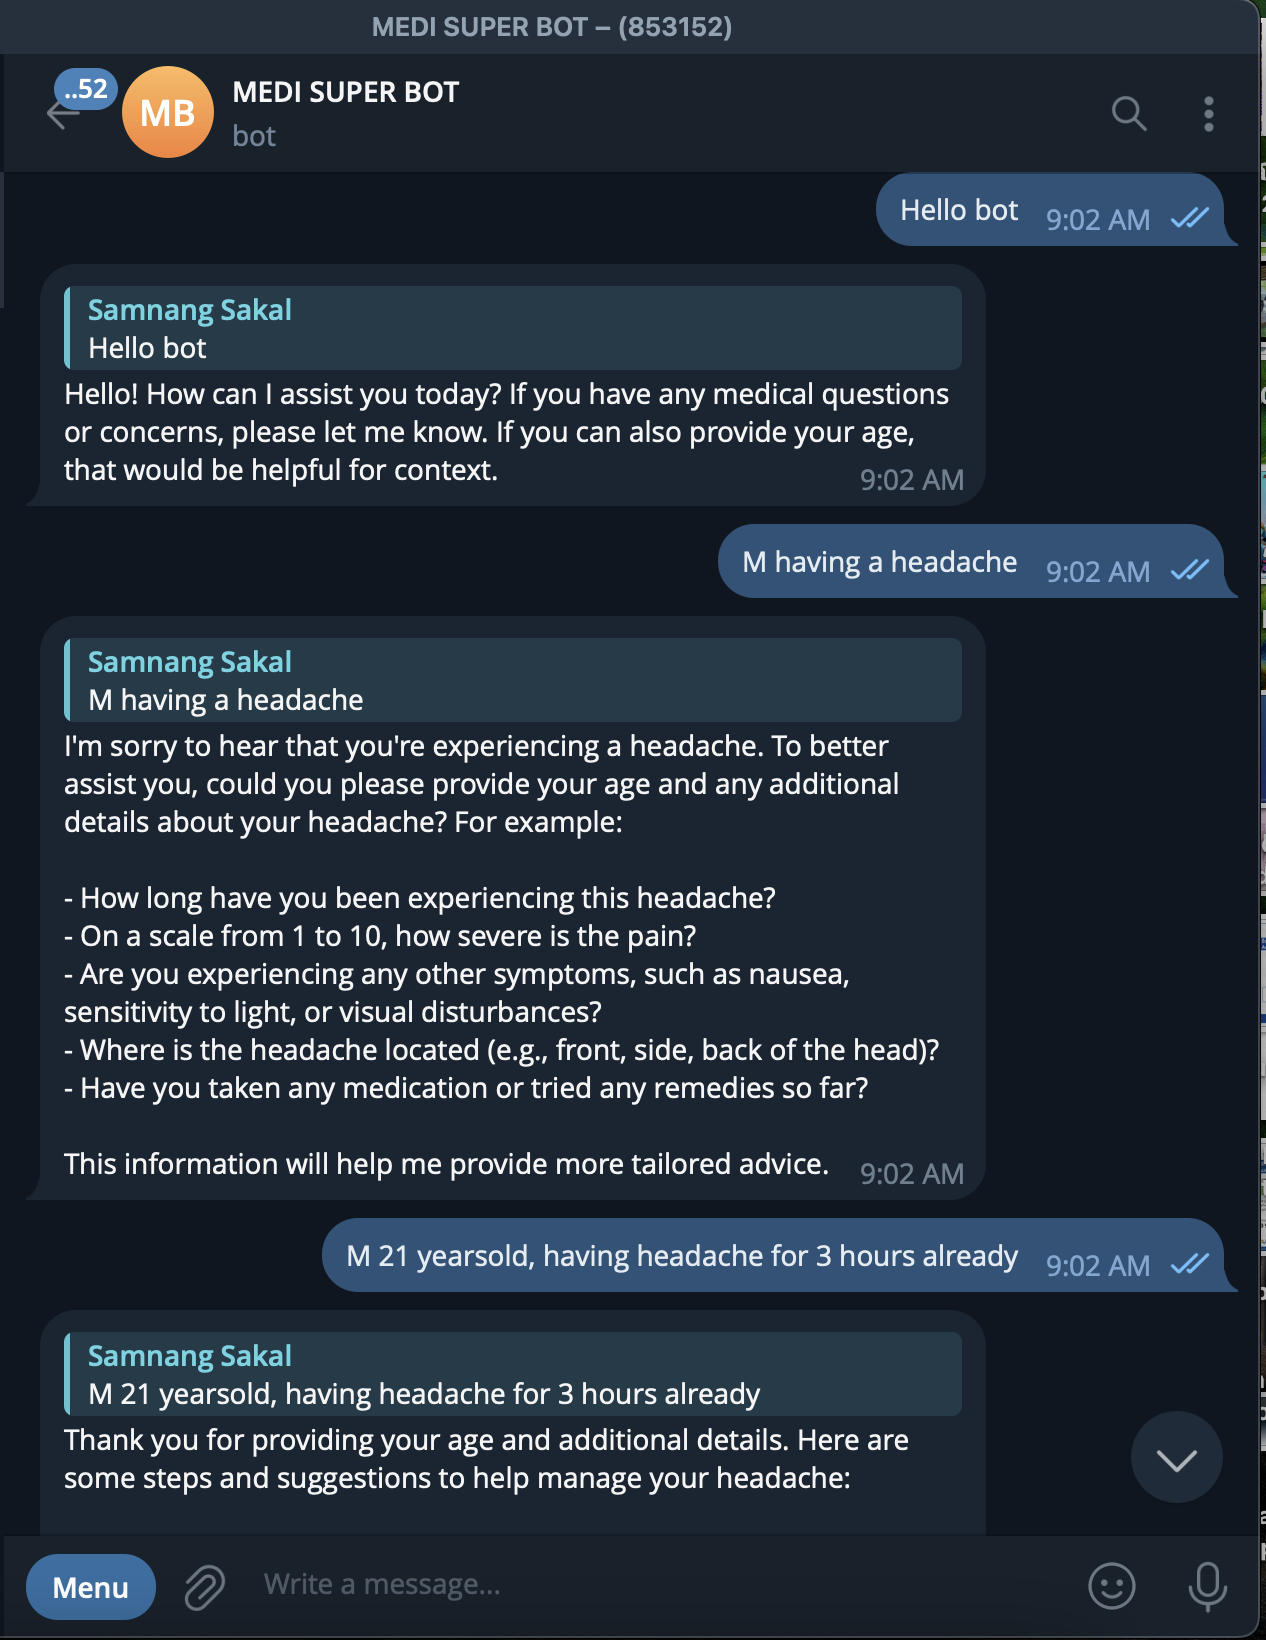 MEDI SUPER BOT – (853152)
..52
MB
MEDI SUPER BOT
bot
Hello bot 9:02 AM
Samnang Sakal
Hello bot
Hello! How can I assist you today? If you have any medical questions
or concerns, please let me know. If you can also provide your age,
that would be helpful for context.
9:02 AM
M having a headache 9:02 AM
Samnang Sakal
M having a headache
I'm sorry to hear that you're experiencing a headache. To better
assist you, could you please provide your age and any additional
details about your headache? For example:
- How long have you been experiencing this headache?
- On a scale from 1 to 10, how severe is the pain?
- Are you experiencing any other symptoms, such as nausea,
sensitivity to light, or visual disturbances?
- Where is the headache located (e.g., front, side, back of the head)?
- Have you taken any medication or tried any remedies so far?
This information will help me provide more tailored advice. 9:02 AM
M 21 yearsold, having headache for 3 hours already 9:02 AM
Samnang Sakal
M 21 yearsold, having headache for 3 hours already
Thank you for providing your age and additional details. Here are
some steps and suggestions to help manage your headache:
Menu
Write a message...